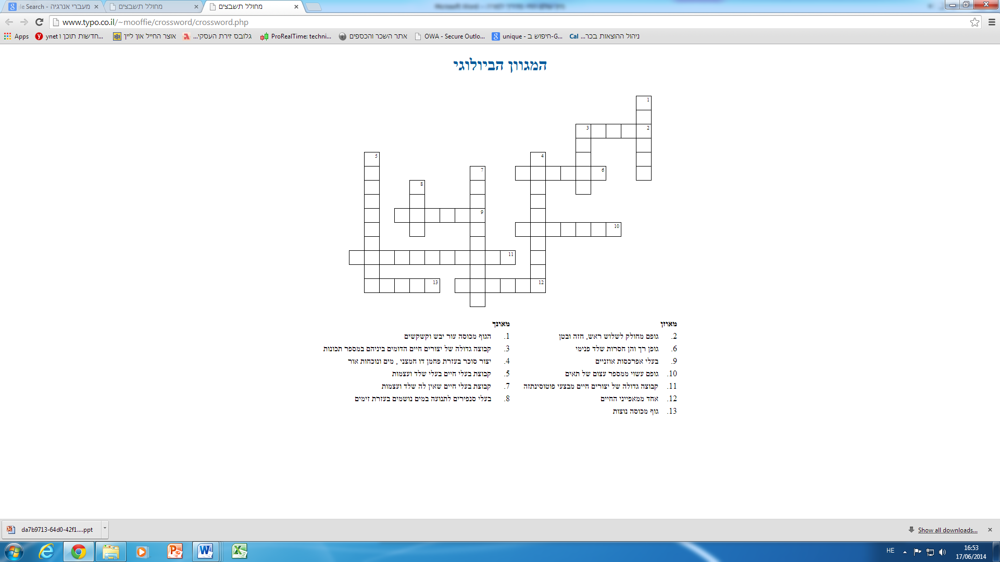 le Search - מעברי אנרגיה
מחולל תשבצים
מחולל תשבצים
www.typo.co.il/~mooffie/crossword/crossword.php
Apps
ynet חדשות תוכן ו...
אוצר החייל און ליין
גלובס זירת העסקי...
ProRealTime: techni...
אתר השכר והכספים
OWA - Secure Outlo...
unique - חיפוש ב-G...
Cal ניהול ההוצאות בכר...
המגוון הביולוגי
1
3 2
5 4
7 6
8
9
10
11
13 12
מאוזן
2. גופם מחולק לשלוש ראש, חזה ובטן
6. גופן רך והן חסרות שלד פנימי
9. בעלי אפרכסות אוזניים
10. גופם עשוי ממספר עצום של תאים
11. קבוצה גדולה של יצורים חיים מבצעי פוטוסינתזה
12. אחד ממאפייני החיים
13. גוף מכוסה נוצות
מאונך
1. הגוף מכוסה עור יבש וקשקשים
3. קבוצה גדולה של יצורים חיים הדומים ביניהם במספר תכונות
4. יצור סוכר בעזרת פחמן דו חמצני , מים ונוכחות אור
5. קבוצת בעלי חיים בעלי שלד ועצמות
7. קבוצת בעלי חיים שאין לה שלד ועצמות
8. בעלי סנפירים לתנועה במים נושמים בעזרת זימים
da7b9713-64d0-42f1....ppt
Show all downloads...
HE
16:53
17/06/2014